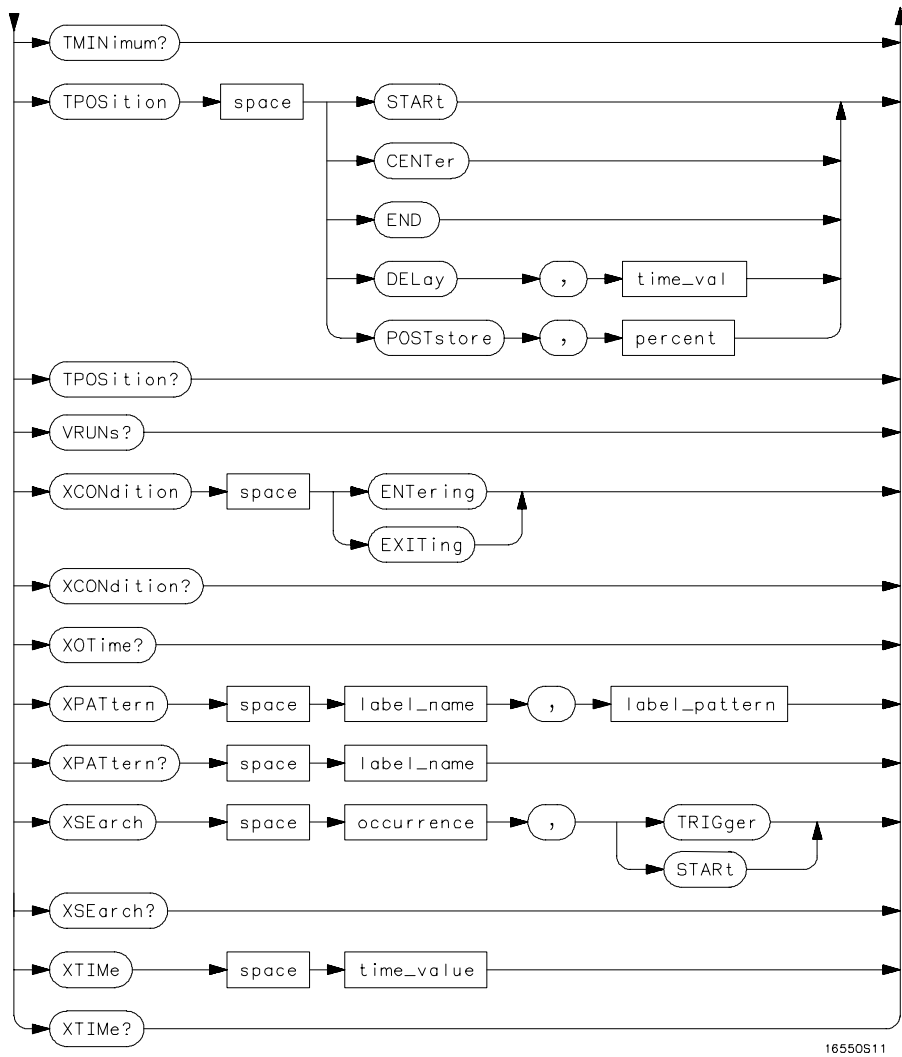 TMINimum?
TPOSition space STARt
CENTer
END
DELay , time_val
POSTstore , percent
TPOSition?
VRUNs?
XCONdition space ENTering
EXITing
XCONdition?
XOTime?
XPATtern space label_name , label_pattern
XPATtern? space label_name
XSEarch space occurrence , TRIGger
STARt
XSEarch?
XTIMe space time_value
XTIMe?
16550S11